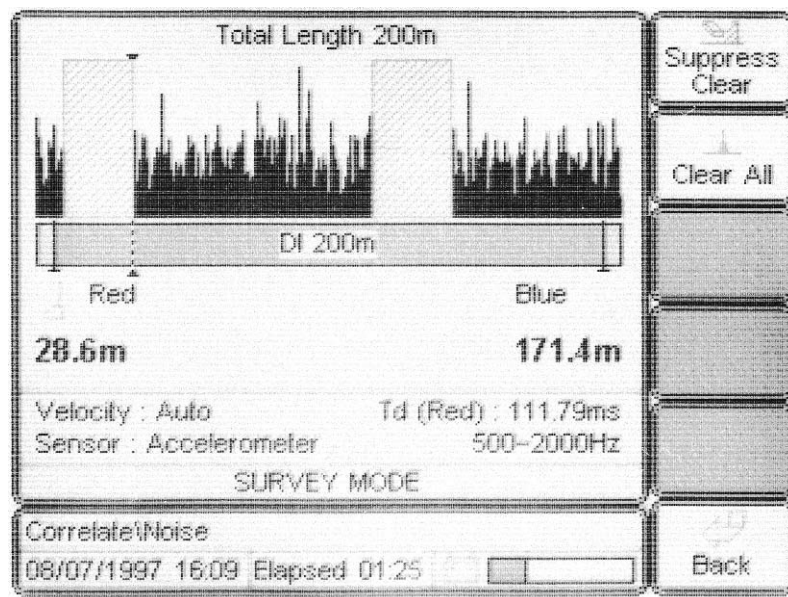 Total Length 200m
DI 200m
Red
Blue
28.6m
171.4m
Velocity : Auto
Td (Red) : 111.79ms
Sensor : Accelerometer
500-2000Hz
SURVEY MODE
Correlate\Noise
08/07/1997 16:09 Elapsed 01:25
Suppress
Clear
Clear All
Back